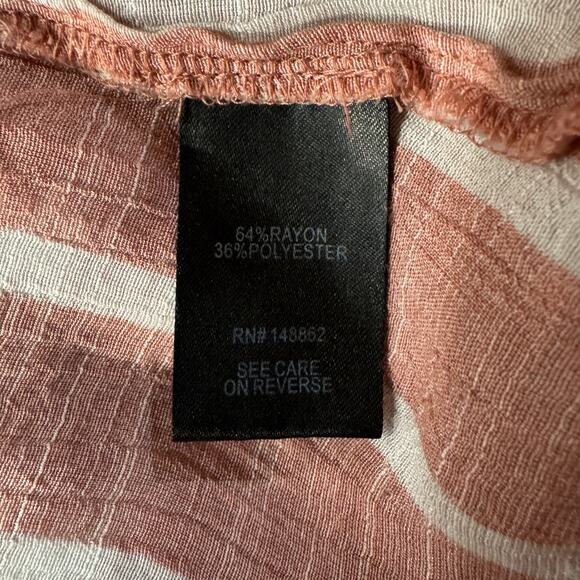 64%RAYON
36%POLYESTER
RN# 148862
SEE CARE
ON REVERSE